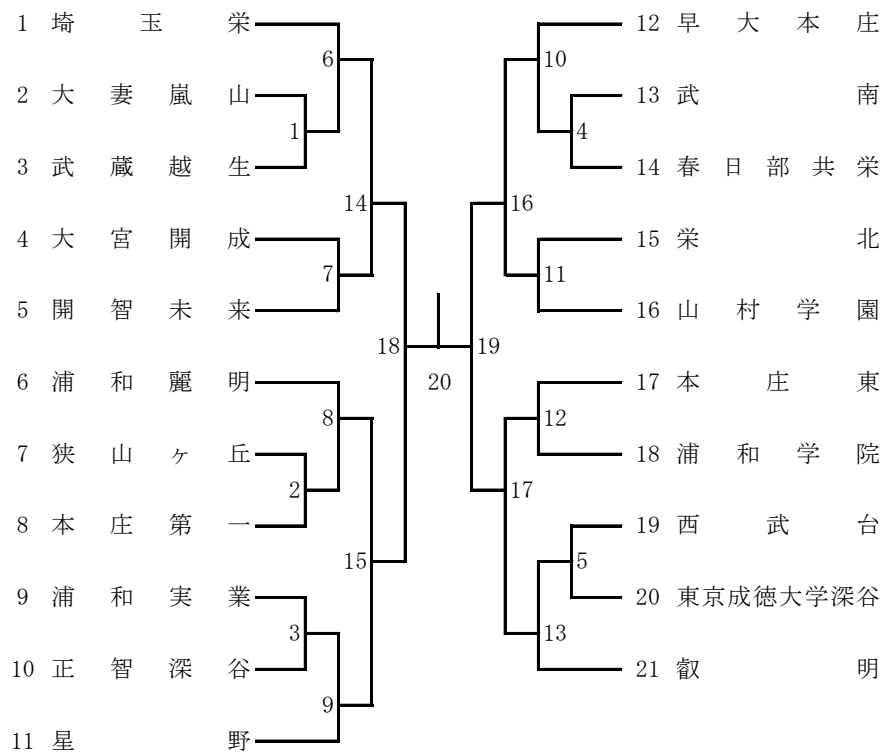 1 埼玉栄
2 大妻嵐山
3 武蔵越生
4 大宮開成
5 開智未来
6 浦和麗明
7 狭山ヶ丘
8 本庄第一
9 浦和実業
10 正智深谷
11 星野
6
1
14
7
18
8
2
15
3
9
20
12 早大本庄
13 武南
14 春日部共栄
15 栄北
16 山村学園
17 本庄東
18 浦和学院
19 西武台
20 東京成徳大学深谷
21 叡明
10
4
16
11
19
12
17
5
13